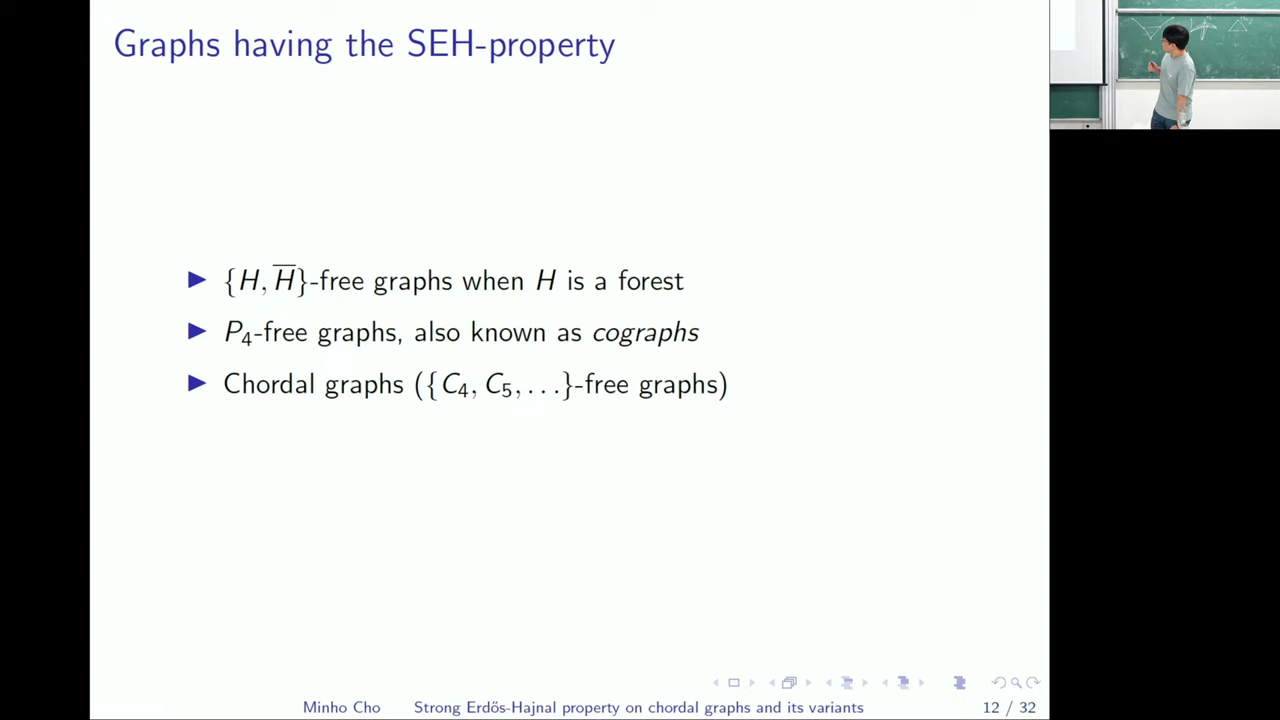 Graphs having the SEH-property
▶ {H, H̅}-free graphs when H is a forest
▶ P₄-free graphs, also known as cographs
▶ Chordal graphs ({C₄, C₅, . . .}-free graphs)
Minho Cho Strong Erdős-Hajnal property on chordal graphs and its variants 12 / 32